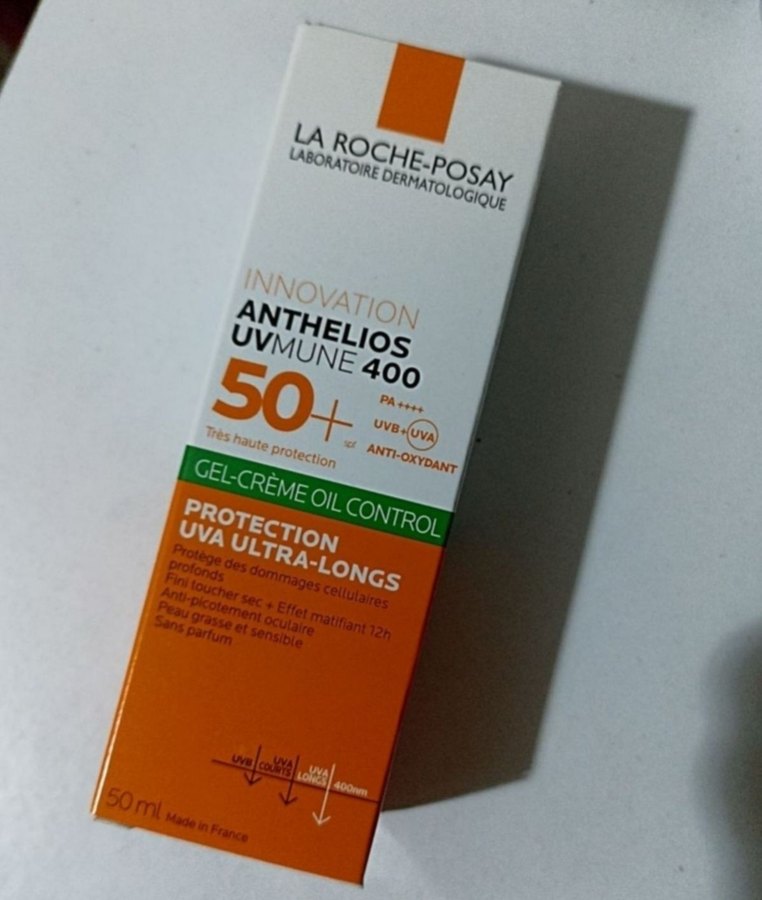 LA ROCHE-POSAY
LABORATOIRE DERMATOLOGIQUE
INNOVATION
ANTHELIOS
UVMUNE 400
50+ SPF
PA ++++
UVB+UVA
ANTI-OXYDANT
Très haute protection
GEL-CRÈME OIL CONTROL
PROTECTION
UVA ULTRA-LONGS
Protège des dommages cellulaires
profonds
Fini toucher sec + Effet matifiant 12h
Anti-picotement oculaire
Peau grasse et sensible
Sans parfum
UVB
UVA
COURTS
UVA
LONGS
400nm
50 ml Made in France